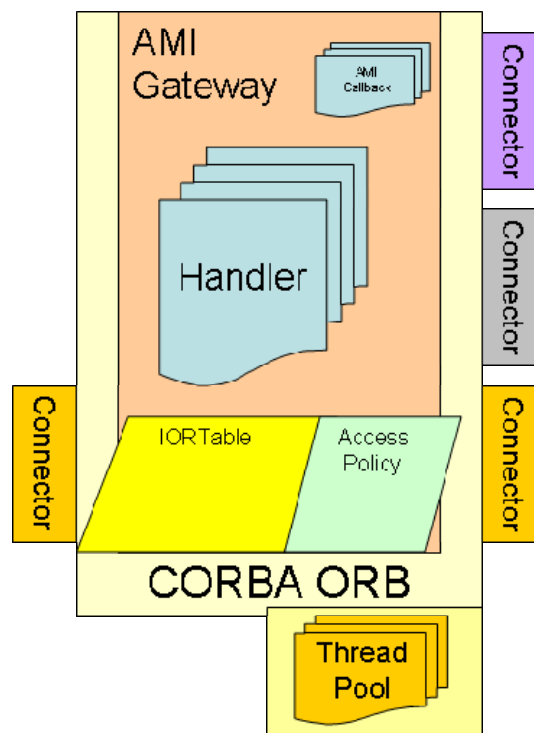 AMI
Gateway
AMI
Callback
Connector
Connector
Handler
Connector
IORTable
Access
Policy
Connector
CORBA ORB
Thread
Pool